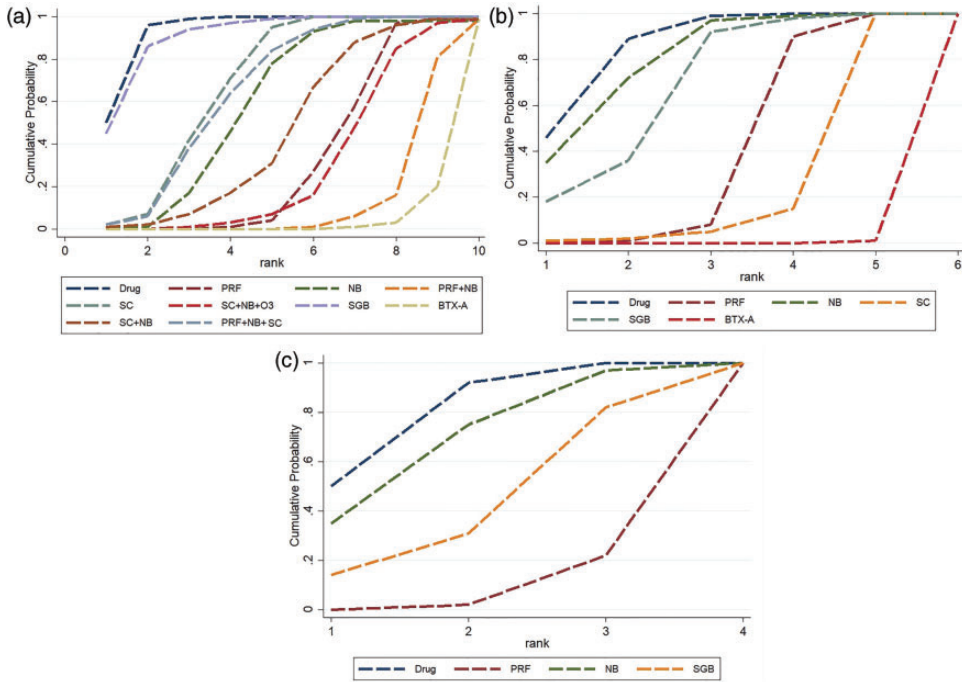 (a)
Cumulative Probability
1
.8
.6
.4
.2
0
0 2 4 6 8 10
rank
Drug PRF NB PRF+NB
SC SC+NB+O3 SGB BTX-A
SC+NB PRF+NB+SC
(b)
Cumulative Probability
1
.8
.6
.4
.2
0
1 2 3 4 5 6
rank
Drug PRF NB SC
SGB BTX-A
(c)
Cumulative Probability
1
.8
.6
.4
.2
0
1 2 3 4
rank
Drug PRF NB SGB